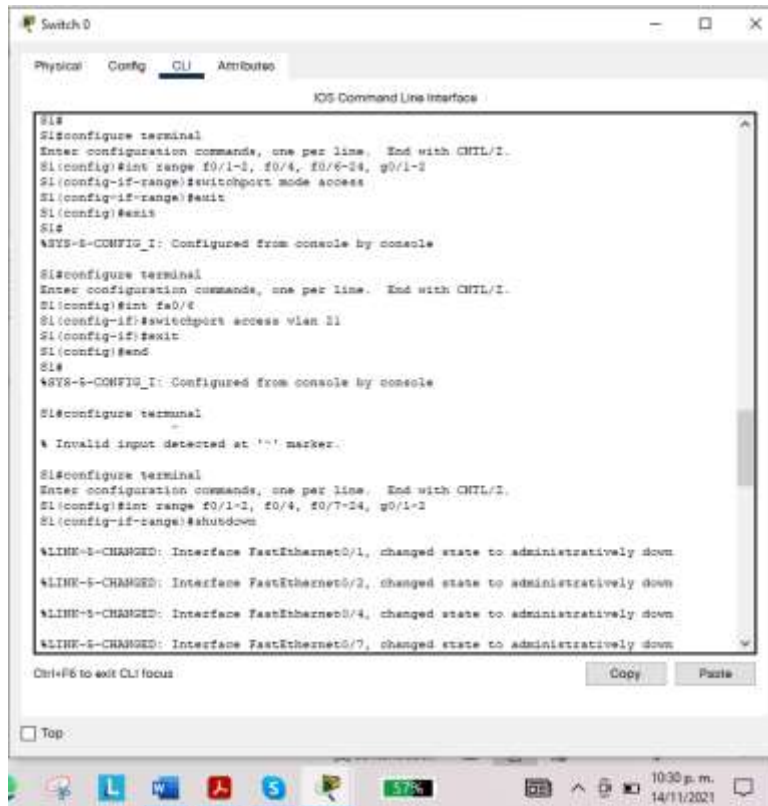 Switch 0
Physical Config CLI Attributes
IOS Command Line Interface
S1#
S1#configure terminal
Enter configuration commands, one per line. End with CNTL/Z.
S1(config)#int range f0/1-2, f0/4, f0/6-24, g0/1-2
S1(config-if-range)#switchport mode access
S1(config-if-range)#exit
S1(config)#exit
S1#
%SYS-5-CONFIG_I: Configured from console by console
S1#configure terminal
Enter configuration commands, one per line. End with CNTL/Z.
S1(config)#int fa0/6
S1(config-if)#switchport access vlan 21
S1(config-if)#exit
S1(config)#end
S1#
%SYS-5-CONFIG_I: Configured from console by console
S1#configure termunal
^
% Invalid input detected at '^' marker.
S1#configure terminal
Enter configuration commands, one per line. End with CNTL/Z.
S1(config)#int range f0/1-2, f0/4, f0/7-24, g0/1-2
S1(config-if-range)#shutdown
%LINK-5-CHANGED: Interface FastEthernet0/1, changed state to administratively down
%LINK-5-CHANGED: Interface FastEthernet0/2, changed state to administratively down
%LINK-5-CHANGED: Interface FastEthernet0/4, changed state to administratively down
%LINK-5-CHANGED: Interface FastEthernet0/7, changed state to administratively down
Ctrl+F6 to exit CLI focus
Copy Paste
Top
L W S 57% 10:30 p. m.
14/11/2021